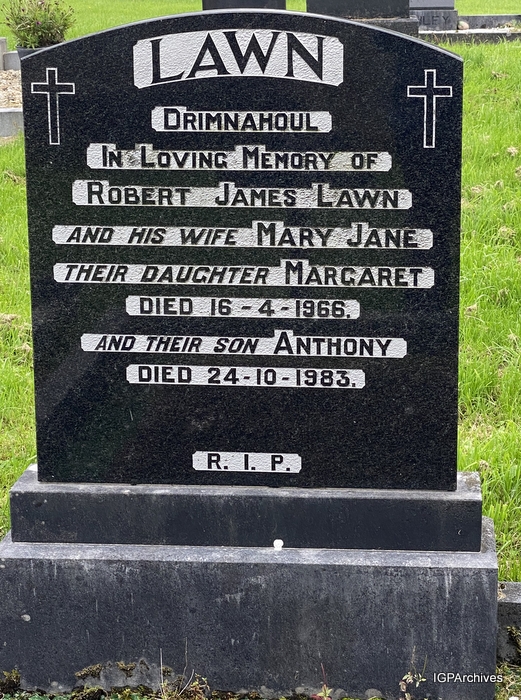 LAWN
DRIMNAHOUL
IN LOVING MEMORY OF
ROBERT JAMES LAWN
AND HIS WIFE MARY JANE
THEIR DAUGHTER MARGARET
DIED 16-4-1966.
AND THEIR SON ANTHONY
DIED 24-10-1983.
R. I. P.
IGPArchives